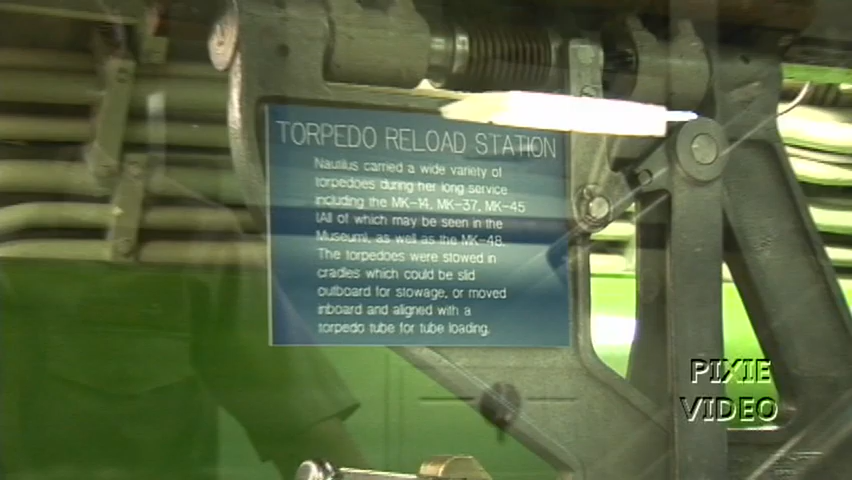 TORPEDO RELOAD STATION
Nautilus carried a wide variety of
torpedoes during her long service
including the MK-14, MK-37, MK-45
(All of which may be seen in the
Museum), as well as the MK-48.
The torpedoes were stowed in
cradles which could be slid
outboard for stowage, or moved
inboard and aligned with a
torpedo tube for tube loading.
PIXIE
VIDEO